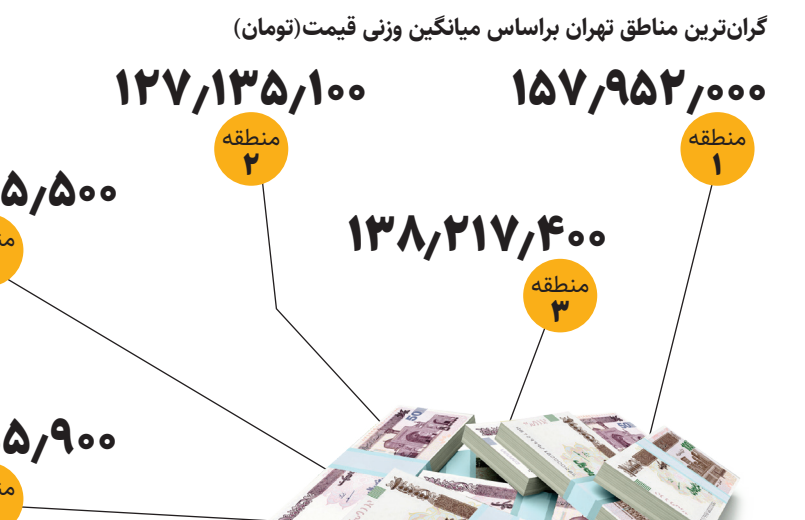 گران‌ترین مناطق تهران براساس میانگین وزنی قیمت(تومان)
۱۵۷٫۹۵۲٫۰۰۰
منطقه
۱
۱۲۷٫۱۳۵٫۱۰۰
منطقه
۲
۱۳۸٫۲۱۷٫۴۰۰
منطقه
۳
۵٫۵۰۰
۵٫۹۰۰